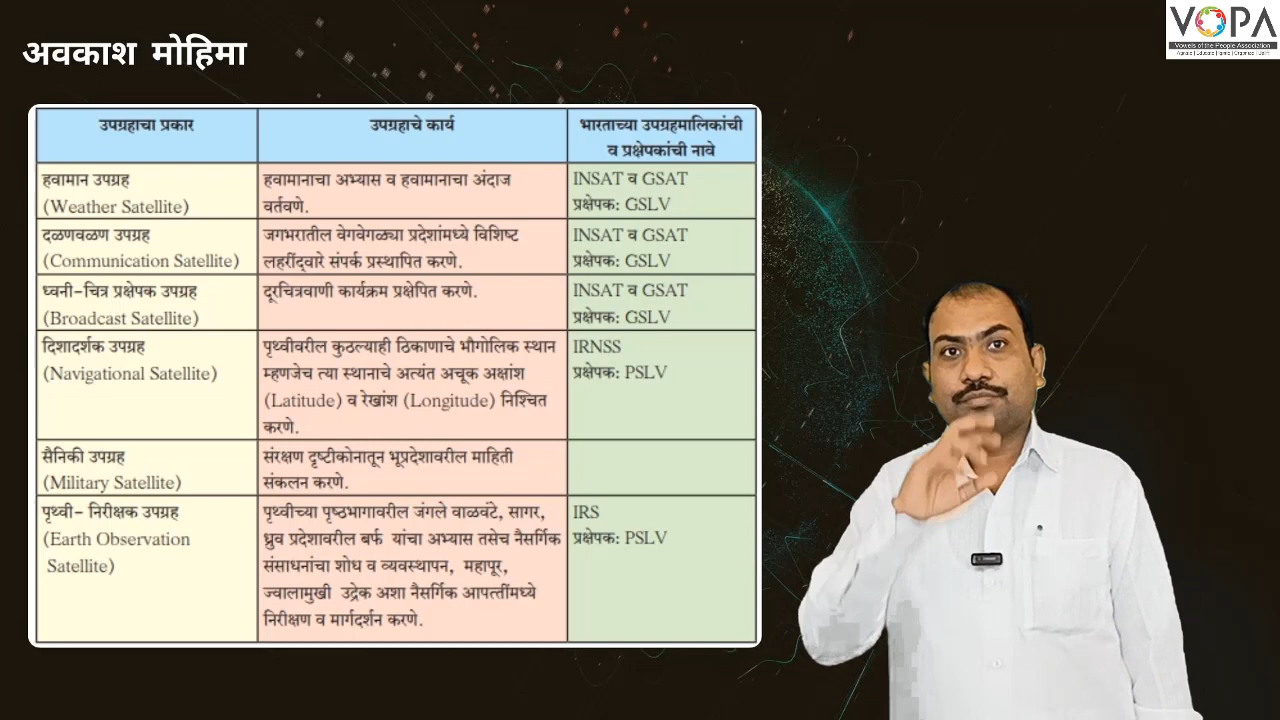 अवकाश मोहिमा
VOPA
Vowels of the People Association
उपग्रहाचा प्रकार
उपग्रहाचे कार्य
भारताच्या उपग्रहमालिकांची
व प्रक्षेपकांची नावे
हवामान उपग्रह
(Weather Satellite)
हवामानाचा अभ्यास व हवामानाचा अंदाज
वर्तवणे.
INSAT व GSAT
प्रक्षेपक: GSLV
दळणवळण उपग्रह
(Communication Satellite)
जगभरातील वेगवेगळ्या प्रदेशांमध्ये विशिष्ट
लहरींद्वारे संपर्क प्रस्थापित करणे.
INSAT व GSAT
प्रक्षेपक: GSLV
ध्वनी-चित्र प्रक्षेपक उपग्रह
(Broadcast Satellite)
दूरचित्रवाणी कार्यक्रम प्रक्षेपित करणे.
INSAT व GSAT
प्रक्षेपक: GSLV
दिशादर्शक उपग्रह
(Navigational Satellite)
पृथ्वीवरील कुठल्याही ठिकाणाचे भौगोलिक स्थान
म्हणजेच त्या स्थानाचे अत्यंत अचूक अक्षांश
(Latitude) व रेखांश (Longitude) निश्चित
करणे.
IRNSS
प्रक्षेपक: PSLV
सैनिकी उपग्रह
(Military Satellite)
संरक्षण दृष्टीकोनातून भूप्रदेशावरील माहिती
संकलन करणे.
पृथ्वी- निरीक्षक उपग्रह
(Earth Observation
Satellite)
पृथ्वीच्या पृष्ठभागावरील जंगले वाळवंटे, सागर,
ध्रुव प्रदेशावरील बर्फ यांचा अभ्यास तसेच नैसर्गिक
संसाधनांचा शोध व व्यवस्थापन, महापूर,
ज्वालामुखी उद्रेक अशा नैसर्गिक आपत्तींमध्ये
निरीक्षण व मार्गदर्शन करणे.
IRS
प्रक्षेपक: PSLV